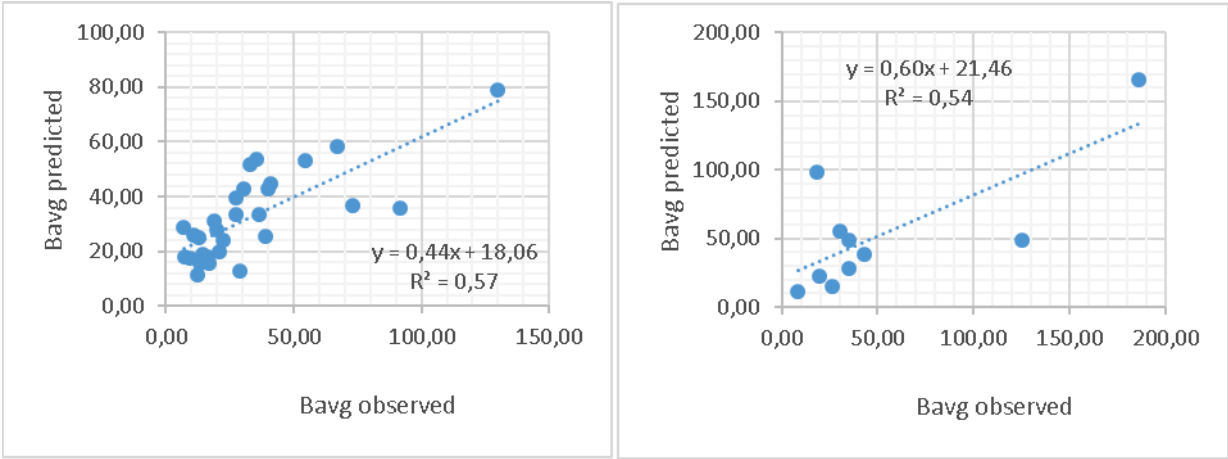 100,00
80,00
60,00
40,00
20,00
0,00
Bavg predicted
y = 0,44x + 18,06
R² = 0,57
0,00 50,00 100,00 150,00
Bavg observed
200,00
150,00
100,00
50,00
0,00
Bavg predicted
y = 0,60x + 21,46
R² = 0,54
0,00 50,00 100,00 150,00 200,00
Bavg observed